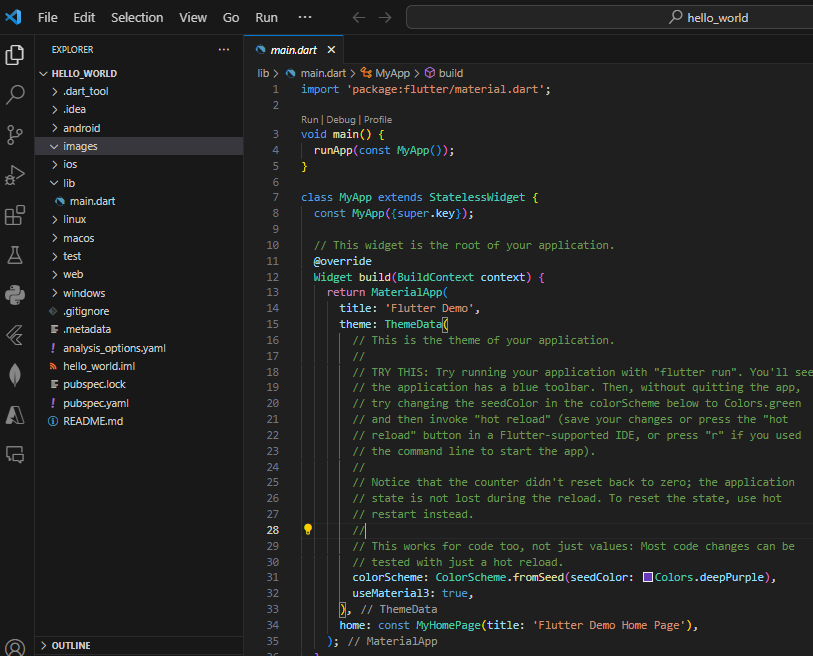 File Edit Selection View Go Run ··· hello_world
EXPLORER ···
HELLO_WORLD
.dart_tool
.idea
android
images
ios
lib
main.dart
linux
macos
test
web
windows
.gitignore
.metadata
! analysis_options.yaml
hello_world.iml
pubspec.lock
! pubspec.yaml
README.md
OUTLINE
main.dart
lib > main.dart > MyApp > build
1 import 'package:flutter/material.dart';
2
Run | Debug | Profile
3 void main() {
4 runApp(const MyApp());
5 }
6
7 class MyApp extends StatelessWidget {
8 const MyApp({super.key});
9
10 // This widget is the root of your application.
11 @override
12 Widget build(BuildContext context) {
13 return MaterialApp(
14 title: 'Flutter Demo',
15 theme: ThemeData(
16 // This is the theme of your application.
17 //
18 // TRY THIS: Try running your application with "flutter run". You'll see
19 // the application has a blue toolbar. Then, without quitting the app,
20 // try changing the seedColor in the colorScheme below to Colors.green
21 // and then invoke "hot reload" (save your changes or press the "hot
22 // reload" button in a Flutter-supported IDE, or press "r" if you used
23 // the command line to start the app).
24 //
25 // Notice that the counter didn't reset back to zero; the application
26 // state is not lost during the reload. To reset the state, use hot
27 // restart instead.
28 //
29 // This works for code too, not just values: Most code changes can be
30 // tested with just a hot reload.
31 colorScheme: ColorScheme.fromSeed(seedColor: Colors.deepPurple),
32 useMaterial3: true,
33 ), // ThemeData
34 home: const MyHomePage(title: 'Flutter Demo Home Page'),
35 ); // MaterialApp